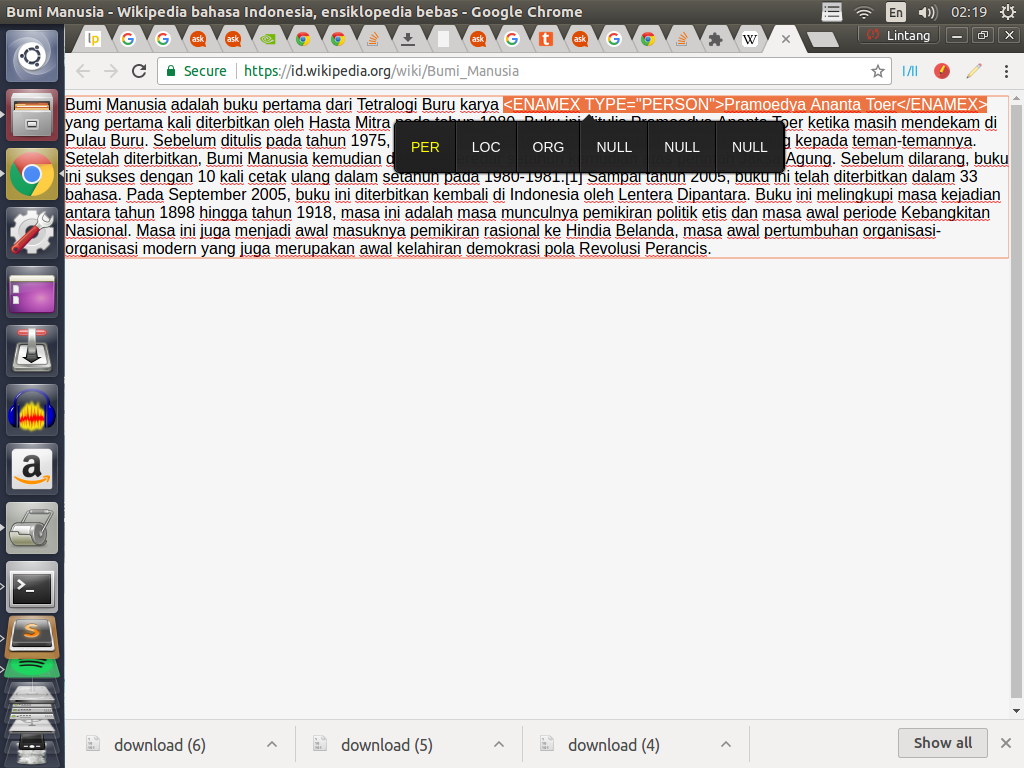 Bumi Manusia - Wikipedia bahasa Indonesia, ensiklopedia bebas - Google Chrome
En
02:19
lp
G
G
ask
ask
ask
G
t
ask
G
W
Lintang
Secure
https://id.wikipedia.org/wiki/Bumi_Manusia
I/II
Bumi Manusia adalah buku pertama dari Tetralogi Buru karya <ENAMEX TYPE="PERSON">Pramoedya Ananta Toer</ENAMEX>
yang pertama kali diterbitkan oleh Hasta Mitra pada tahun 1980. Buku ini ditulis Pramoedya Ananta Toer ketika masih mendekam di
Pulau Buru. Sebelum ditulis pada tahun 1975, kepada teman-temannya.
PER LOC ORG NULL NULL NULL
Setelah diterbitkan, Bumi Manusia kemudian Agung. Sebelum dilarang, buku
ini sukses dengan 10 kali cetak ulang dalam setahun pada 1980-1981.[1] Sampai tahun 2005, buku ini telah diterbitkan dalam 33
bahasa. Pada September 2005, buku ini diterbitkan kembali di Indonesia oleh Lentera Dipantara. Buku ini melingkupi masa kejadian
antara tahun 1898 hingga tahun 1918, masa ini adalah masa munculnya pemikiran politik etis dan masa awal periode Kebangkitan
Nasional. Masa ini juga menjadi awal masuknya pemikiran rasional ke Hindia Belanda, masa awal pertumbuhan organisasi-
organisasi modern yang juga merupakan awal kelahiran demokrasi pola Revolusi Perancis.
a
>_
S
download (6)
download (5)
download (4)
Show all